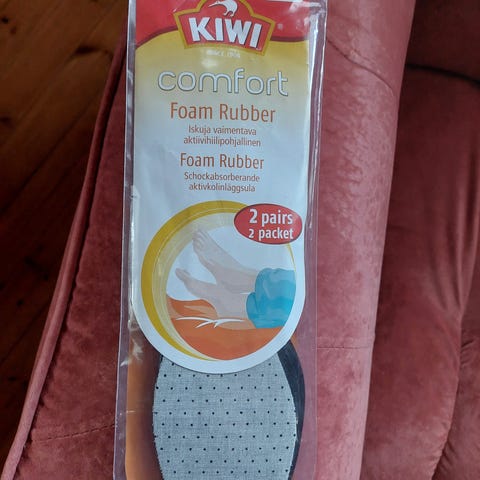 KIWI
comfort
Foam Rubber
Iskuja vaimentava
aktiivihiilipohjallinen
Foam Rubber
Schockabsorberande
aktivkolinläggsula
2 pairs
2 packet